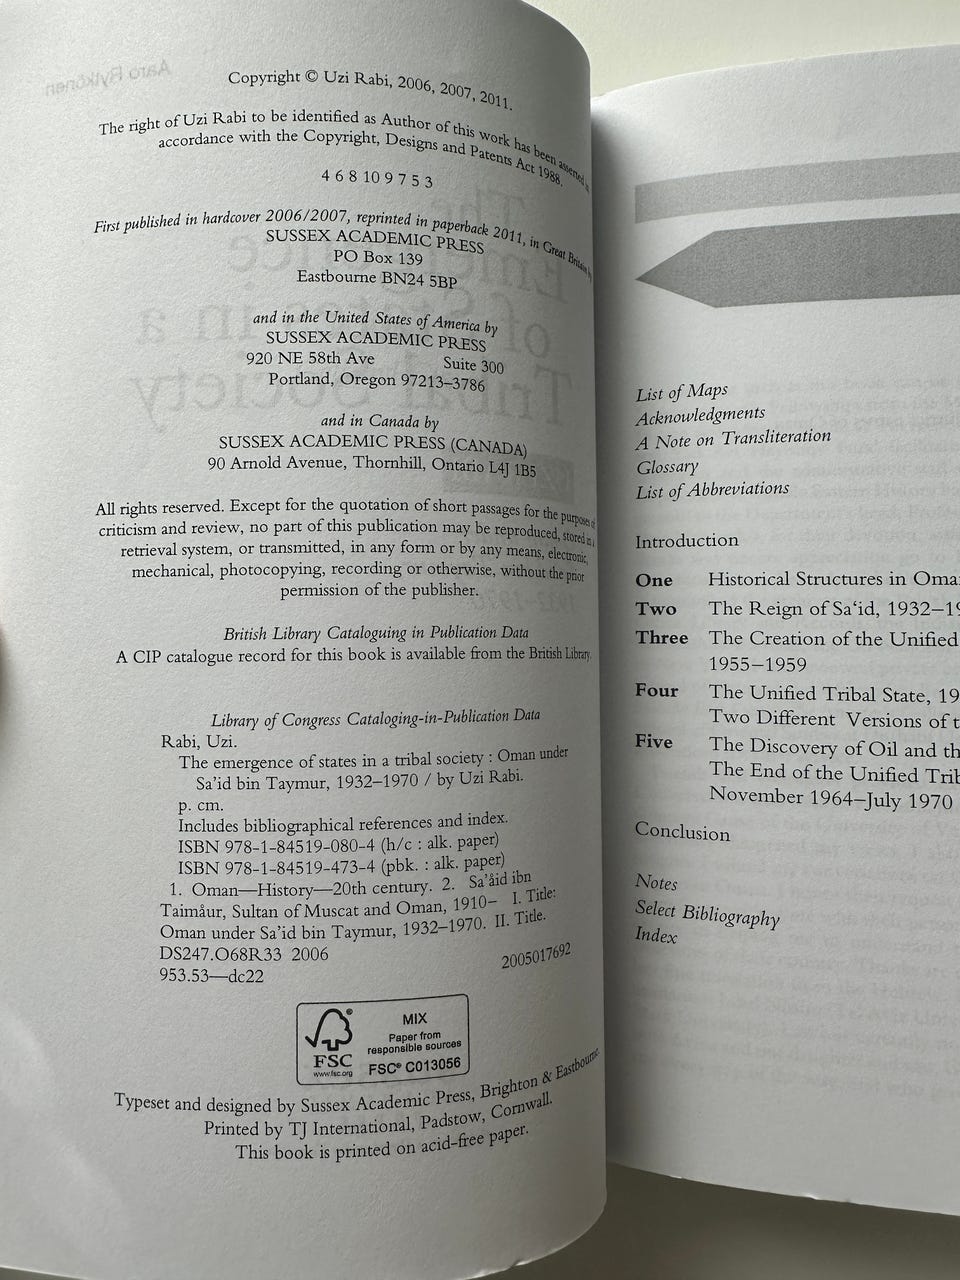 Copyright © Uzi Rabi, 2006, 2007, 2011.
The right of Uzi Rabi to be identified as Author of this work has been asserted in
accordance with the Copyright, Designs and Patents Act 1988.
4 6 8 10 9 7 5 3
First published in hardcover 2006/2007, reprinted in paperback 2011, in Great Britain by
SUSSEX ACADEMIC PRESS
PO Box 139
Eastbourne BN24 5BP
and in the United States of America by
SUSSEX ACADEMIC PRESS
920 NE 58th Ave Suite 300
Portland, Oregon 97213–3786
and in Canada by
SUSSEX ACADEMIC PRESS (CANADA)
90 Arnold Avenue, Thornhill, Ontario L4J 1B5
All rights reserved. Except for the quotation of short passages for the purposes of
criticism and review, no part of this publication may be reproduced, stored in a
retrieval system, or transmitted, in any form or by any means, electronic,
mechanical, photocopying, recording or otherwise, without the prior
permission of the publisher.
British Library Cataloguing in Publication Data
A CIP catalogue record for this book is available from the British Library.
Library of Congress Cataloging-in-Publication Data
Rabi, Uzi.
The emergence of states in a tribal society : Oman under
Sa'id bin Taymur, 1932–1970 / by Uzi Rabi.
p. cm.
Includes bibliographical references and index.
ISBN 978-1-84519-080-4 (h/c : alk. paper)
ISBN 978-1-84519-473-4 (pbk. : alk. paper)
1. Oman—History—20th century. 2. Sa'åid ibn
Taimåur, Sultan of Muscat and Oman, 1910– I. Title:
Oman under Sa'id bin Taymur, 1932–1970. II. Title.
DS247.O68R33 2006
953.53—dc22 2005017692
FSC
www.fsc.org
MIX
Paper from
responsible sources
FSC® C013056
Typeset and designed by Sussex Academic Press, Brighton & Eastbourne.
Printed by TJ International, Padstow, Cornwall.
This book is printed on acid-free paper.
List of Maps
Acknowledgments
A Note on Transliteration
Glossary
List of Abbreviations
Introduction
One Historical Structures in Oma
Two The Reign of Sa'id, 1932–19
Three The Creation of the Unified
1955–1959
Four The Unified Tribal State, 19
Two Different Versions of t
Five The Discovery of Oil and th
The End of the Unified Trib
November 1964–July 1970
Conclusion
Notes
Select Bibliography
Index